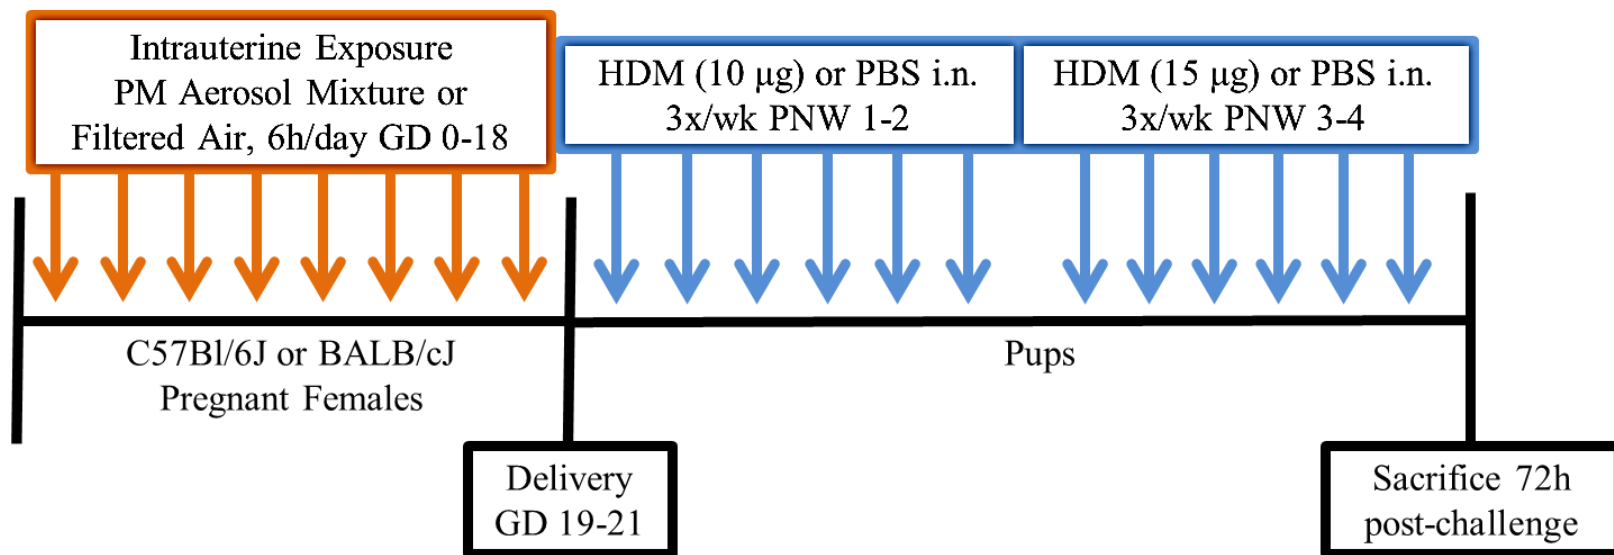 Intrauterine Exposure
PM Aerosol Mixture or
Filtered Air, 6h/day GD 0-18
HDM (10 μg) or PBS i.n.
3x/wk PNW 1-2
HDM (15 μg) or PBS i.n.
3x/wk PNW 3-4
C57Bl/6J or BALB/cJ
Pregnant Females
Pups
Delivery
GD 19-21
Sacrifice 72h
post-challenge